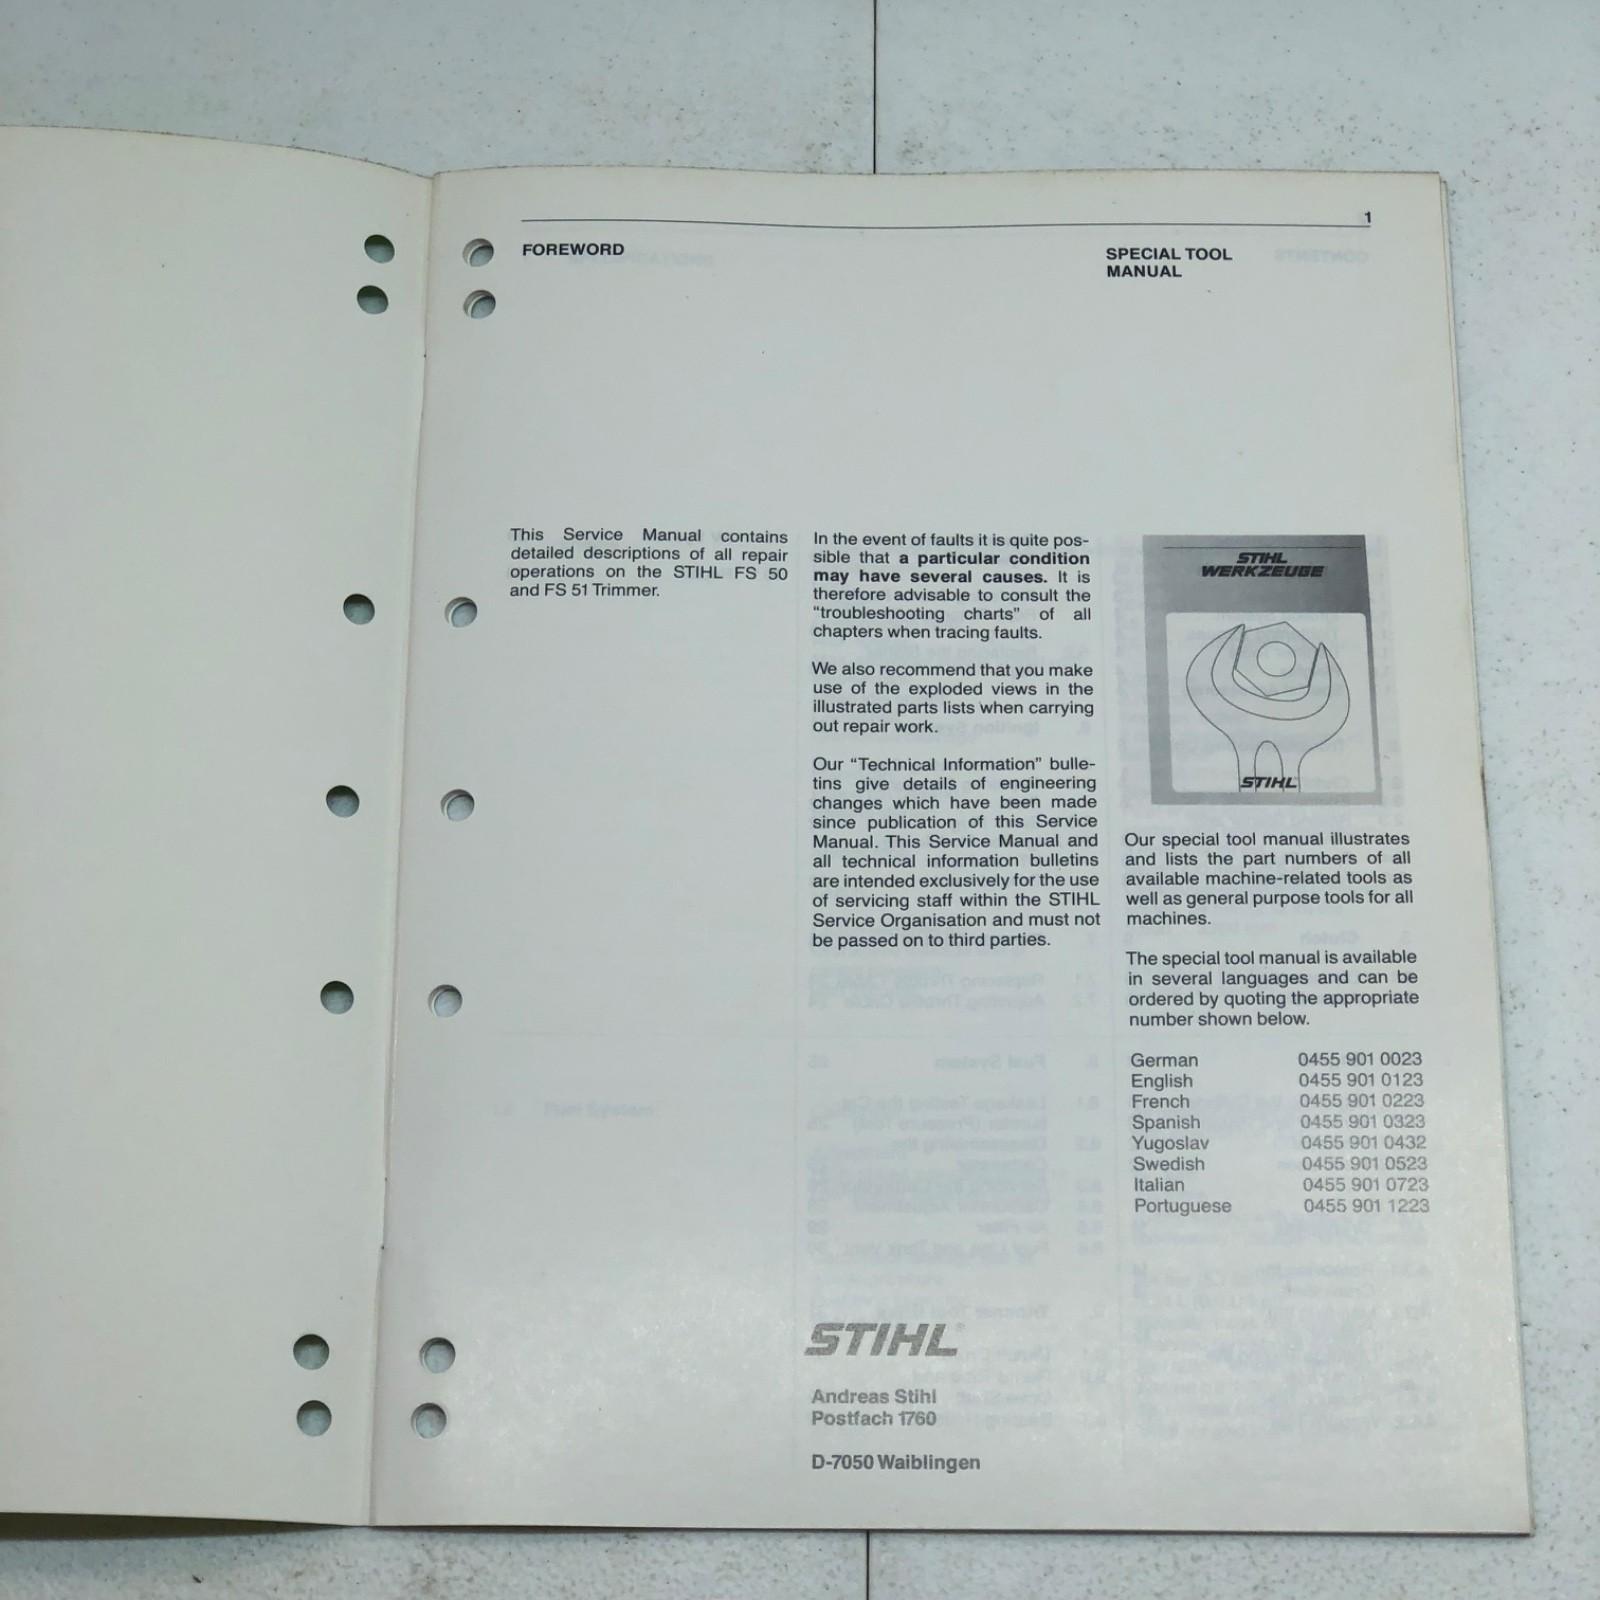 1
FOREWORD
SPECIAL TOOL
MANUAL
This Service Manual contains
detailed descriptions of all repair
operations on the STIHL FS 50
and FS 51 Trimmer.
In the event of faults it is quite pos-
sible that a particular condition
may have several causes. It is
therefore advisable to consult the
“troubleshooting charts” of all
chapters when tracing faults.
We also recommend that you make
use of the exploded views in the
illustrated parts lists when carrying
out repair work.
Our “Technical Information” bulle-
tins give details of engineering
changes which have been made
since publication of this Service
Manual. This Service Manual and
all technical information bulletins
are intended exclusively for the use
of servicing staff within the STIHL
Service Organisation and must not
be passed on to third parties.
STIHL®
Andreas Stihl
Postfach 1760
D-7050 Waiblingen
STIHL
WERKZEUGE
STIHL
Our special tool manual illustrates
and lists the part numbers of all
available machine-related tools as
well as general purpose tools for all
machines.
The special tool manual is available
in several languages and can be
ordered by quoting the appropriate
number shown below.
German 0455 901 0023
English 0455 901 0123
French 0455 901 0223
Spanish 0455 901 0323
Yugoslav 0455 901 0432
Swedish 0455 901 0523
Italian 0455 901 0723
Portuguese 0455 901 1223